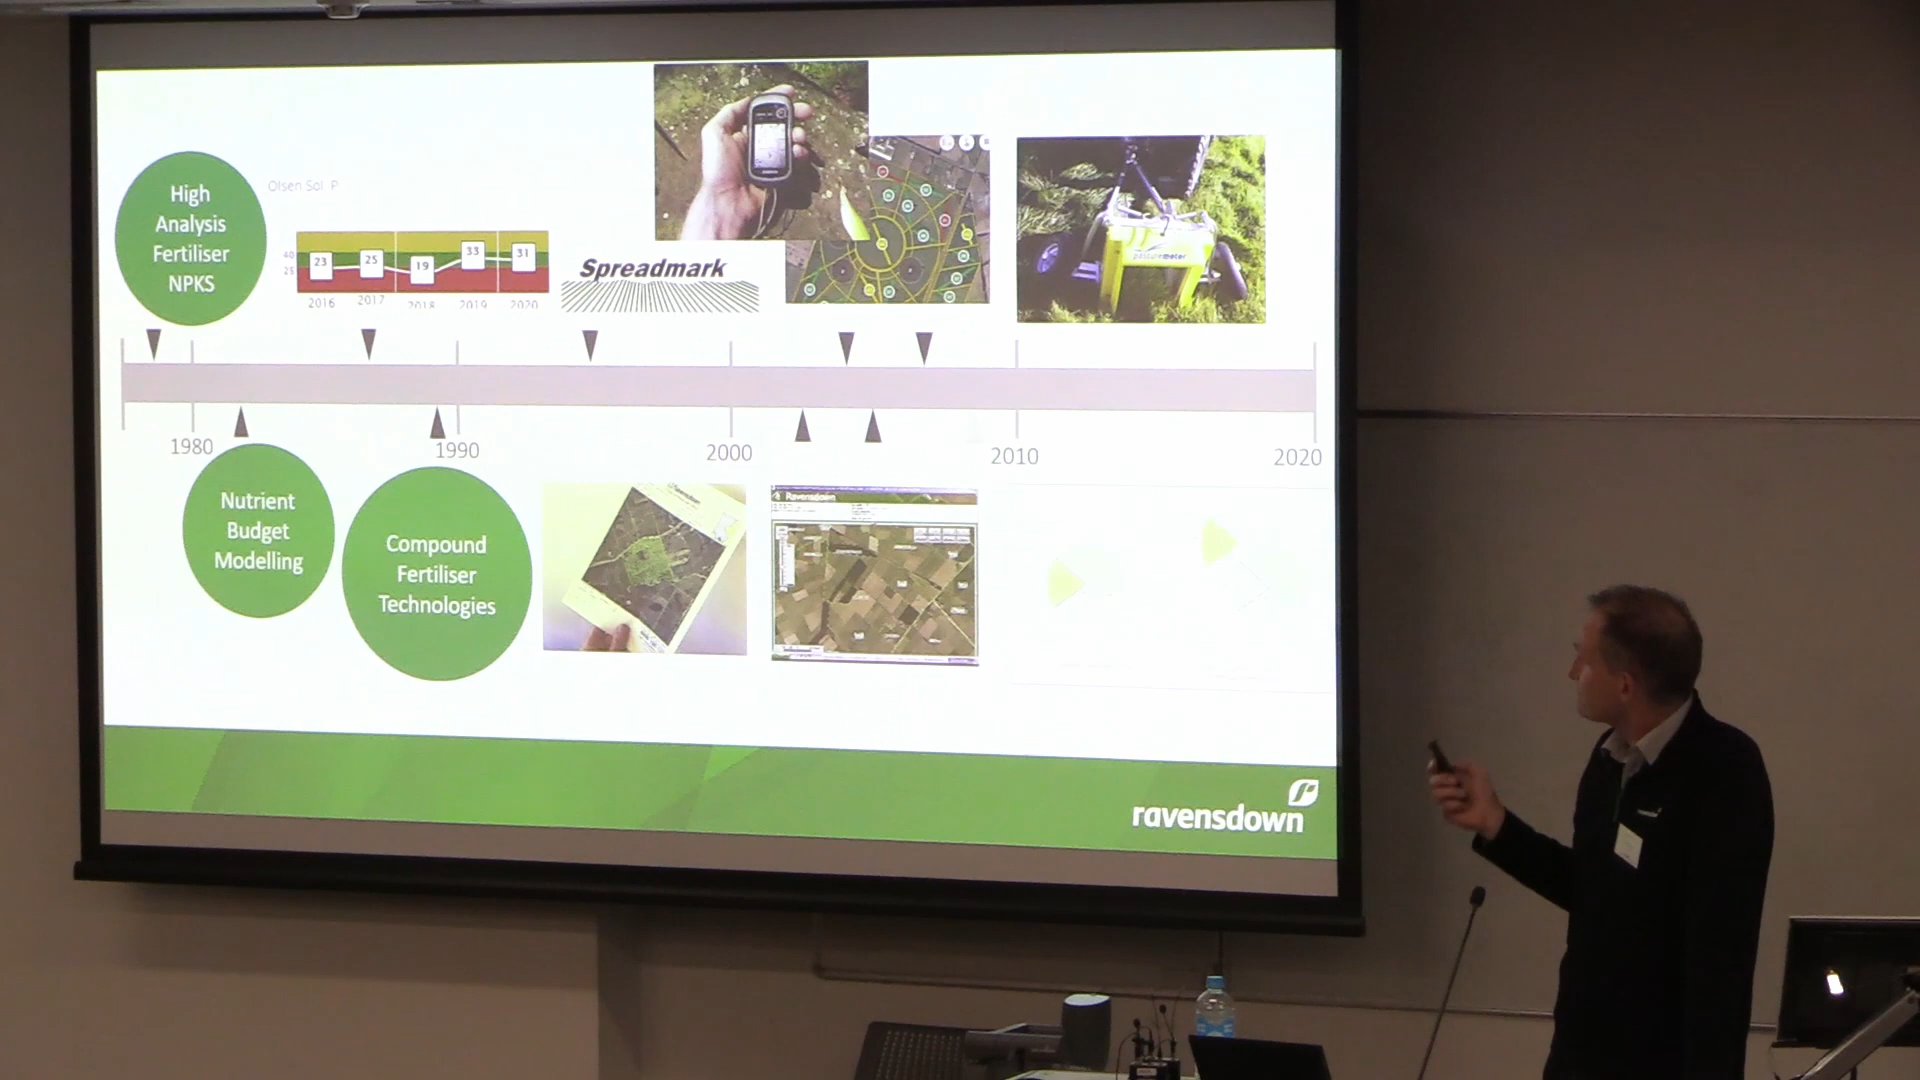 High
Analysis
Fertiliser
NPKS
Olsen Sol. P
40
25
23
25
19
33
31
2016
2017
2018
2019
2020
Spreadmark
pasturemeter
1980
1990
2000
2010
2020
Nutrient
Budget
Modelling
Compound
Fertiliser
Technologies
Ravensdown
ravensdown